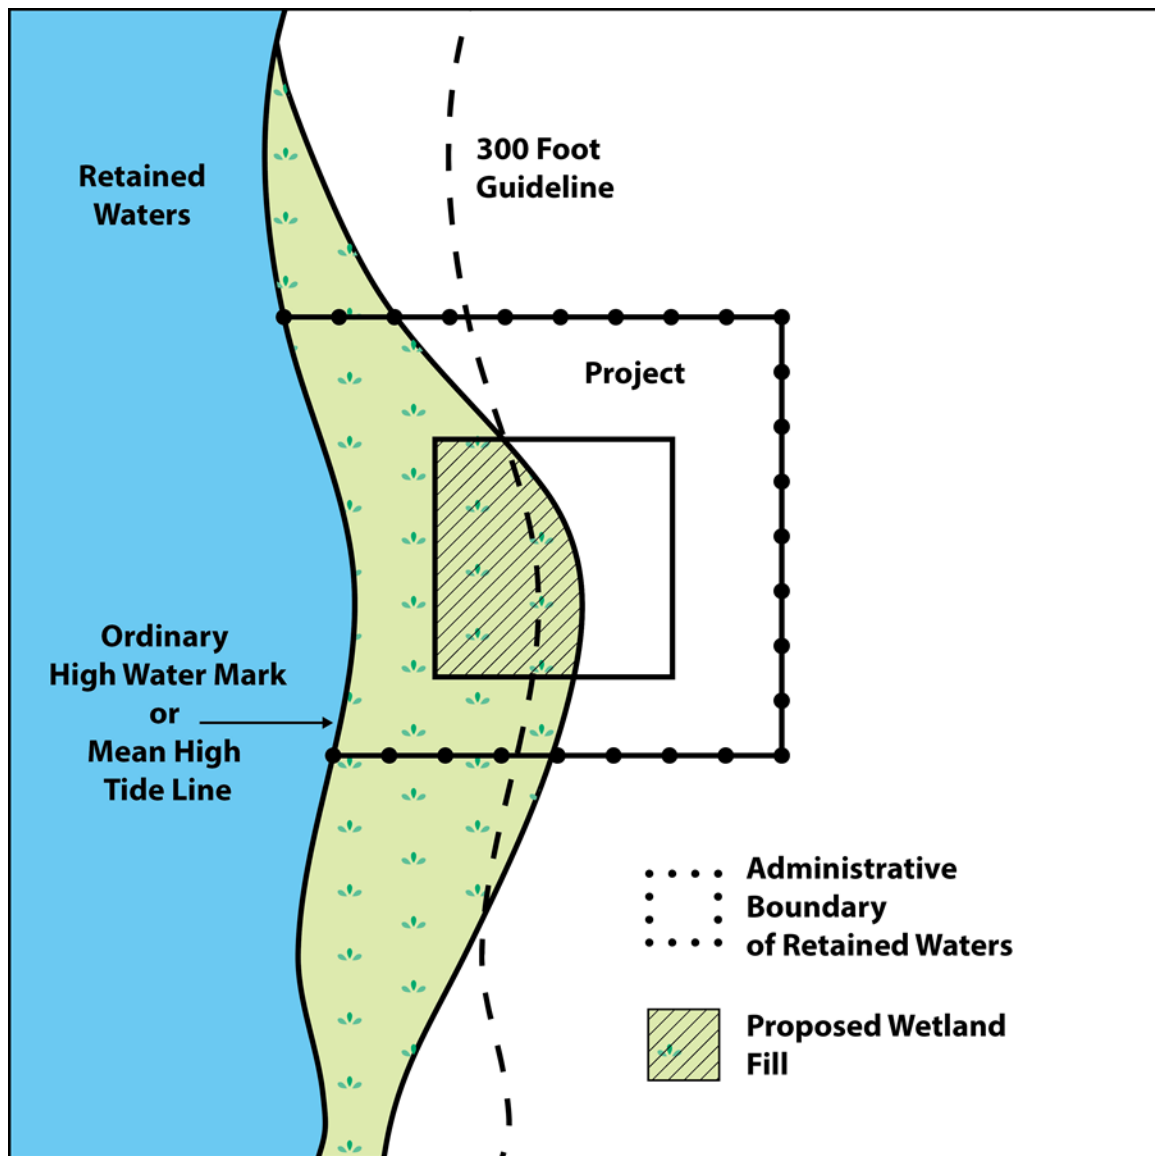 Retained
Waters
300 Foot
Guideline
Project
Ordinary
High Water Mark
or
Mean High
Tide Line
Administrative
Boundary
of Retained Waters
Proposed Wetland
Fill